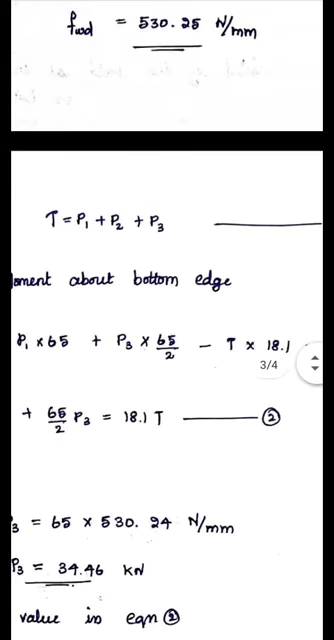 fwd = 530.25 N/mm
T = P1 + P2 + P3
oment about bottom edge
P1 × 65 + P3 × 65/2 - T × 18.1
3/4
+ 65/2 P3 = 18.1 T ②
3 = 65 × 530.24 N/mm
P3 = 34.46 kN
value in eqn ②